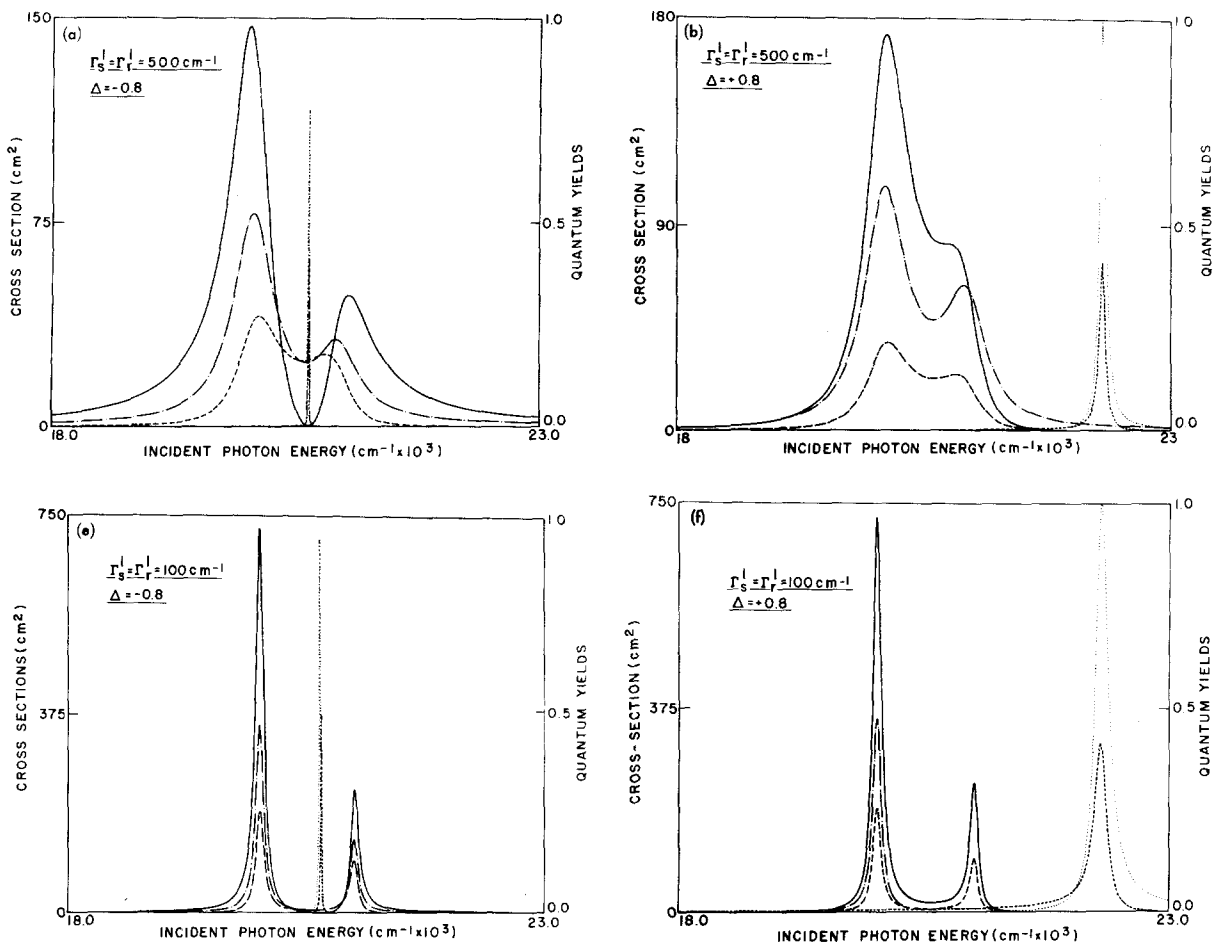 (a)
150
Γs^l = Γr^l = 500 cm⁻¹
Δ = -0.8
75
0
18.0
23.0
1.0
0.5
0.0
CROSS SECTION (cm²)
QUANTUM YIELDS
INCIDENT PHOTON ENERGY (cm⁻¹ x 10³)
(b)
180
Γs^l = Γr^l = 500 cm⁻¹
Δ = +0.8
90
0
18
23
1.0
0.5
0.0
CROSS SECTION (cm²)
QUANTUM YIELDS
INCIDENT PHOTON ENERGY (cm⁻¹ x 10³)
(e)
750
Γs^l = Γr^l = 100 cm⁻¹
Δ = -0.8
375
0
18.0
23.0
1.0
0.5
0.0
CROSS SECTIONS (cm²)
QUANTUM YIELDS
INCIDENT PHOTON ENERGY (cm⁻¹ x 10³)
(f)
750
Γs^l = Γr^l = 100 cm⁻¹
Δ = +0.8
375
0
18.0
23.0
1.0
0.5
0.0
CROSS-SECTION (cm²)
QUANTUM YIELDS
INCIDENT PHOTON ENERGY (cm⁻¹ x 10³)